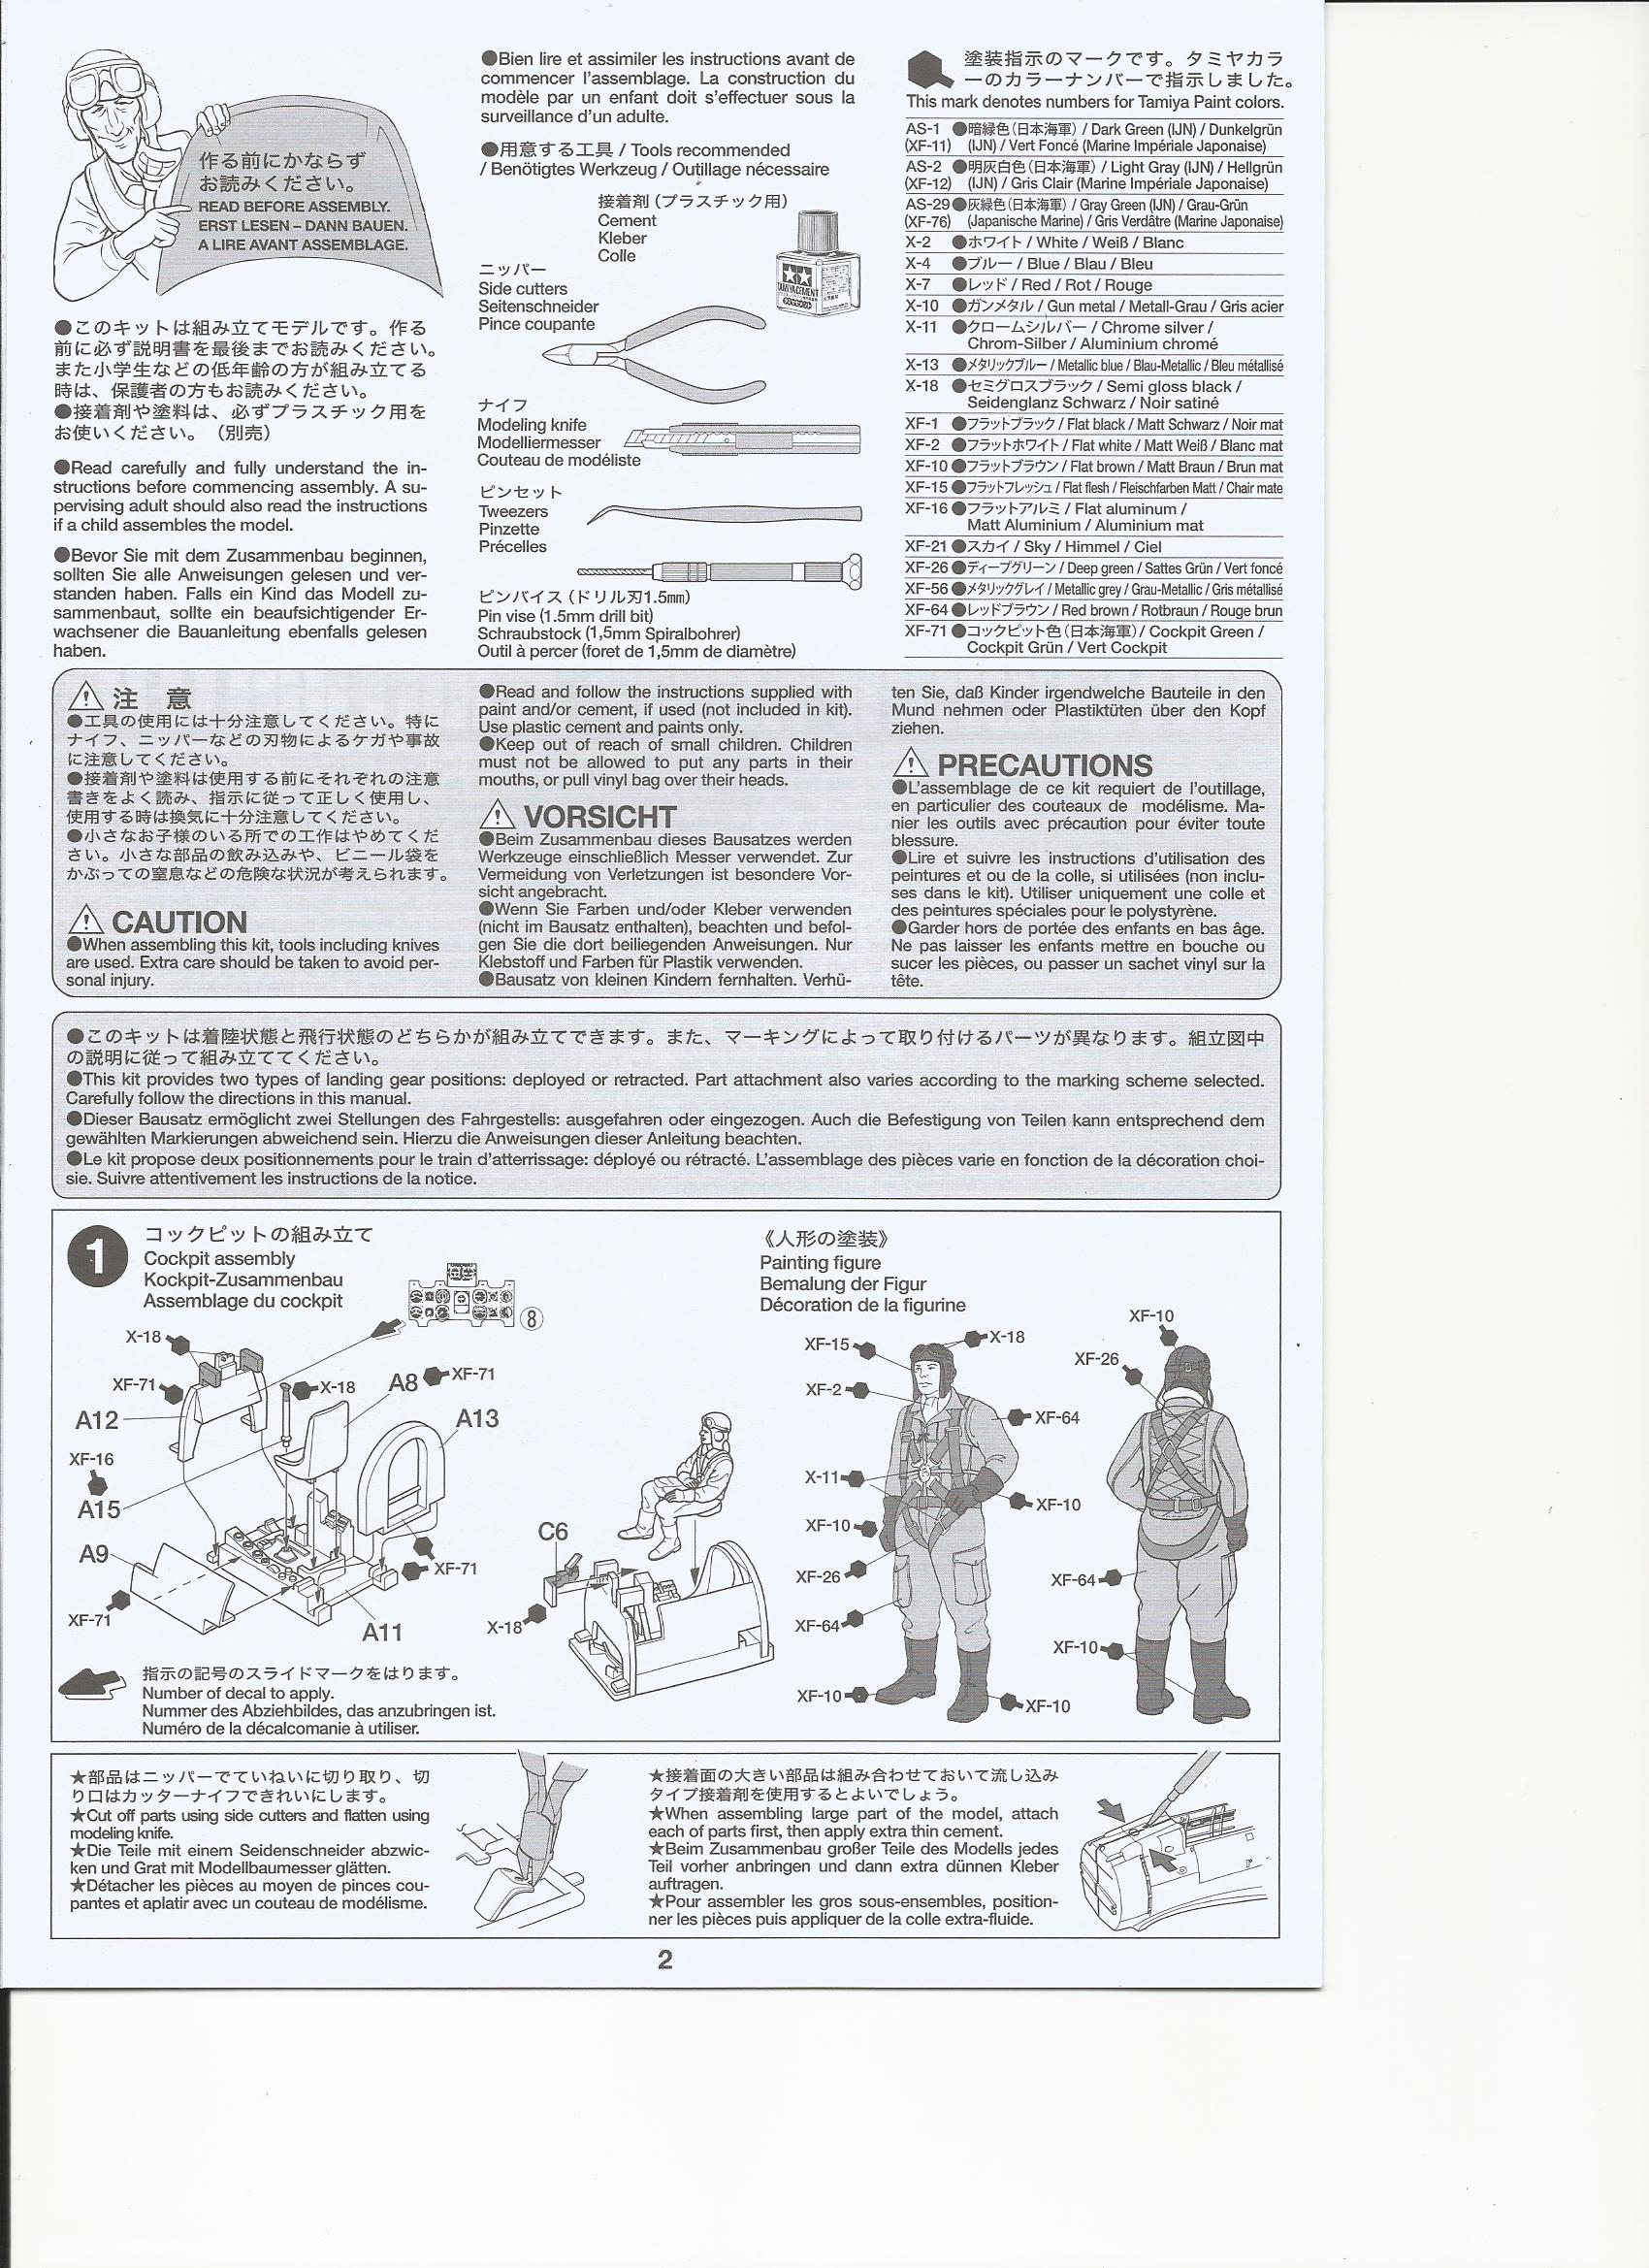 作る前にかならず
お読みください。
READ BEFORE ASSEMBLY.
ERST LESEN – DANN BAUEN.
A LIRE AVANT ASSEMBLAGE.
●このキットは組み立てモデルです。作る
前に必ず説明書を最後までお読みください。
また小学生などの低年齢の方が組み立てる
時は、保護者の方もお読みください。
●接着剤や塗料は、必ずプラスチック用を
お使いください。（別売）
●Read carefully and fully understand the in-
structions before commencing assembly. A su-
pervising adult should also read the instructions
if a child assembles the model.
●Bevor Sie mit dem Zusammenbau beginnen,
sollten Sie alle Anweisungen gelesen und ver-
standen haben. Falls ein Kind das Modell zu-
sammenbaut, sollte ein beaufsichtigender Er-
wachsener die Bauanleitung ebenfalls gelesen
haben.
●Bien lire et assimiler les instructions avant de
commencer l'assemblage. La construction du
modèle par un enfant doit s'effectuer sous la
surveillance d'un adulte.
●用意する工具 / Tools recommended
/ Benötigtes Werkzeug / Outillage nécessaire
接着剤（プラスチック用）
Cement
Kleber
Colle
TAMIYA CEMENT
ニッパー
Side cutters
Seitenschneider
Pince coupante
ナイフ
Modeling knife
Modelliermesser
Couteau de modéliste
ピンセット
Tweezers
Pinzette
Précelles
ピンバイス（ドリル刃1.5mm）
Pin vise (1.5mm drill bit)
Schraubstock (1,5mm Spiralbohrer)
Outil à percer (foret de 1,5mm de diamètre)
塗装指示のマークです。タミヤカラ
ーのカラーナンバーで指示しました。
This mark denotes numbers for Tamiya Paint colors.
AS-1 ●暗緑色（日本海軍）/ Dark Green (IJN) / Dunkelgrün
(XF-11) (IJN) / Vert Foncé (Marine Impériale Japonaise)
AS-2 ●明灰白色（日本海軍）/ Light Gray (IJN) / Hellgrün
(XF-12) (IJN) / Gris Clair (Marine Impériale Japonaise)
AS-29 ●灰緑色（日本海軍）/ Gray Green (IJN) / Grau-Grün
(XF-76) (Japanische Marine) / Gris Verdâtre (Marine Japonaise)
X-2 ●ホワイト / White / Weiß / Blanc
X-4 ●ブルー / Blue / Blau / Bleu
X-7 ●レッド / Red / Rot / Rouge
X-10 ●ガンメタル / Gun metal / Metall-Grau / Gris acier
X-11 ●クロームシルバー / Chrome silver /
Chrom-Silber / Aluminium chromé
X-13 ●メタリックブルー / Metallic blue / Blau-Metallic / Bleu métallisé
X-18 ●セミグロスブラック / Semi gloss black /
Seidenglanz Schwarz / Noir satiné
XF-1 ●フラットブラック / Flat black / Matt Schwarz / Noir mat
XF-2 ●フラットホワイト / Flat white / Matt Weiß / Blanc mat
XF-10 ●フラットブラウン / Flat brown / Matt Braun / Brun mat
XF-15 ●フラットフレッシュ / Flat flesh / Fleischfarben Matt / Chair mate
XF-16 ●フラットアルミ / Flat aluminum /
Matt Aluminium / Aluminium mat
XF-21 ●スカイ / Sky / Himmel / Ciel
XF-26 ●ディープグリーン / Deep green / Sattes Grün / Vert foncé
XF-56 ●メタリックグレイ / Metallic grey / Grau-Metallic / Gris métallisé
XF-64 ●レッドブラウン / Red brown / Rotbraun / Rouge brun
XF-71 ●コックピット色（日本海軍）/ Cockpit Green /
Cockpit Grün / Vert Cockpit
注 意
●工具の使用には十分注意してください。特に
ナイフ、ニッパーなどの刃物によるケガや事故
に注意してください。
●接着剤や塗料は使用する前にそれぞれの注意
書きをよく読み、指示に従って正しく使用し、
使用する時は換気に十分注意してください。
●小さなお子様のいる所での工作はやめてくだ
さい。小さな部品の飲み込みや、ビニール袋を
かぶっての窒息などの危険な状況が考えられます。
CAUTION
●When assembling this kit, tools including knives
are used. Extra care should be taken to avoid per-
sonal injury.
●Read and follow the instructions supplied with
paint and/or cement, if used (not included in kit).
Use plastic cement and paints only.
●Keep out of reach of small children. Children
must not be allowed to put any parts in their
mouths, or pull vinyl bag over their heads.
VORSICHT
●Beim Zusammenbau dieses Bausatzes werden
Werkzeuge einschließlich Messer verwendet. Zur
Vermeidung von Verletzungen ist besondere Vor-
sicht angebracht.
●Wenn Sie Farben und/oder Kleber verwenden
(nicht im Bausatz enthalten), beachten und befol-
gen Sie die dort beiliegenden Anweisungen. Nur
Klebstoff und Farben für Plastik verwenden.
●Bausatz von kleinen Kindern fernhalten. Verhü-
ten Sie, daß Kinder irgendwelche Bauteile in den
Mund nehmen oder Plastiktüten über den Kopf
ziehen.
PRECAUTIONS
●L'assemblage de ce kit requiert de l'outillage,
en particulier des couteaux de modélisme. Ma-
nier les outils avec précaution pour éviter toute
blessure.
●Lire et suivre les instructions d'utilisation des
peintures et ou de la colle, si utilisées (non inclu-
ses dans le kit). Utiliser uniquement une colle et
des peintures spéciales pour le polystyrène.
●Garder hors de portée des enfants en bas âge.
Ne pas laisser les enfants mettre en bouche ou
sucer les pièces, ou passer un sachet vinyl sur la
tête.
●このキットは着陸状態と飛行状態のどちらかが組み立てできます。また、マーキングによって取り付けるパーツが異なります。組立図中
の説明に従って組み立ててください。
●This kit provides two types of landing gear positions: deployed or retracted. Part attachment also varies according to the marking scheme selected.
Carefully follow the directions in this manual.
●Dieser Bausatz ermöglicht zwei Stellungen des Fahrgestells: ausgefahren oder eingezogen. Auch die Befestigung von Teilen kann entsprechend dem
gewählten Markierungen abweichend sein. Hierzu die Anweisungen dieser Anleitung beachten.
●Le kit propose deux positionnements pour le train d'atterrissage: déployé ou rétracté. L'assemblage des pièces varie en fonction de la décoration choi-
sie. Suivre attentivement les instructions de la notice.
1
コックピットの組み立て
Cockpit assembly
Kockpit-Zusammenbau
Assemblage du cockpit
8
X-18
XF-71
A12
XF-16
A15
A9
XF-71
X-18
A8
XF-71
A13
XF-71
A11
C6
X-18
指示の記号のスライドマークをはります。
Number of decal to apply.
Nummer des Abziehbildes, das anzubringen ist.
Numéro de la décalcomanie à utiliser.
《人形の塗装》
Painting figure
Bemalung der Figur
Décoration de la figurine
XF-15
X-18
XF-2
XF-64
X-11
XF-10
XF-10
XF-26
XF-64
XF-10
XF-10
XF-10
XF-26
XF-64
XF-10
★部品はニッパーでていねいに切り取り、切
り口はカッターナイフできれいにします。
★Cut off parts using side cutters and flatten using
modeling knife.
★Die Teile mit einem Seidenschneider abzwic-
ken und Grat mit Modellbaumesser glätten.
★Détacher les pièces au moyen de pinces cou-
pantes et aplatir avec un couteau de modélisme.
★接着面の大きい部品は組み合わせておいて流し込み
タイプ接着剤を使用するとよいでしょう。
★When assembling large part of the model, attach
each of parts first, then apply extra thin cement.
★Beim Zusammenbau großer Teile des Modells jedes
Teil vorher anbringen und dann extra dünnen Kleber
auftragen.
★Pour assembler les gros sous-ensembles, position-
ner les pièces puis appliquer de la colle extra-fluide.
2